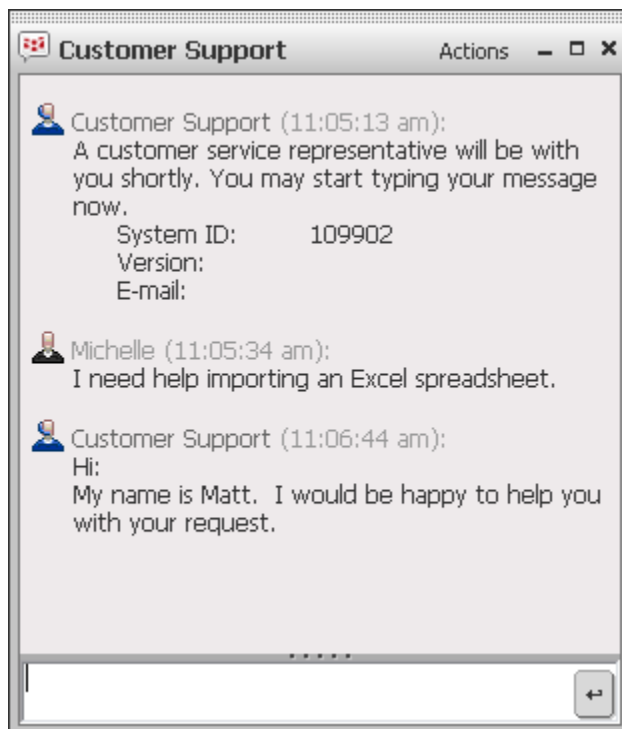 Customer Support Actions
Customer Support (11:05:13 am):
A customer service representative will be with
you shortly. You may start typing your message
now.
System ID: 109902
Version:
E-mail:
Michelle (11:05:34 am):
I need help importing an Excel spreadsheet.
Customer Support (11:06:44 am):
Hi:
My name is Matt. I would be happy to help you
with your request.